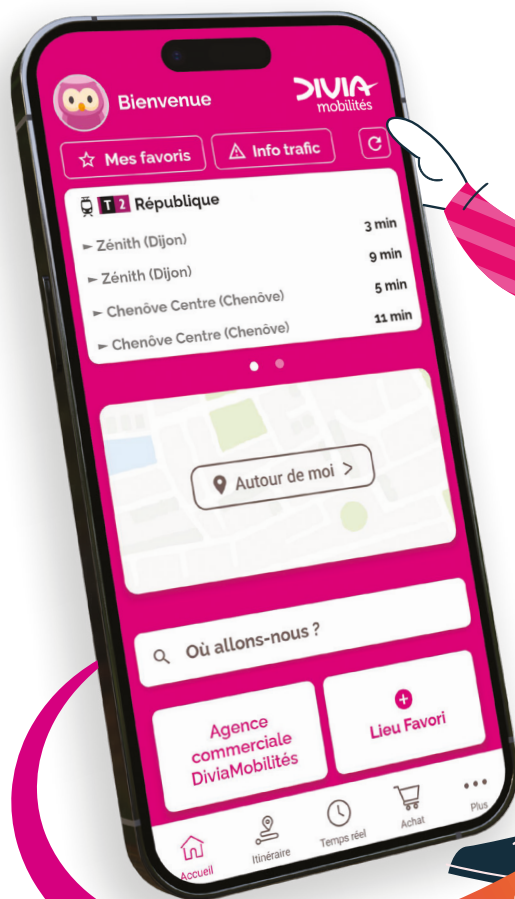 Bienvenue
DIVIA
mobilités
Mes favoris
Info trafic
T2 République
► Zénith (Dijon) 3 min
► Zénith (Dijon) 9 min
► Chenôve Centre (Chenôve) 5 min
► Chenôve Centre (Chenôve) 11 min
Autour de moi >
Où allons-nous ?
Agence
commerciale
DiviaMobilités
Lieu Favori
Accueil
Itinéraire
Temps réel
Achat
Plus